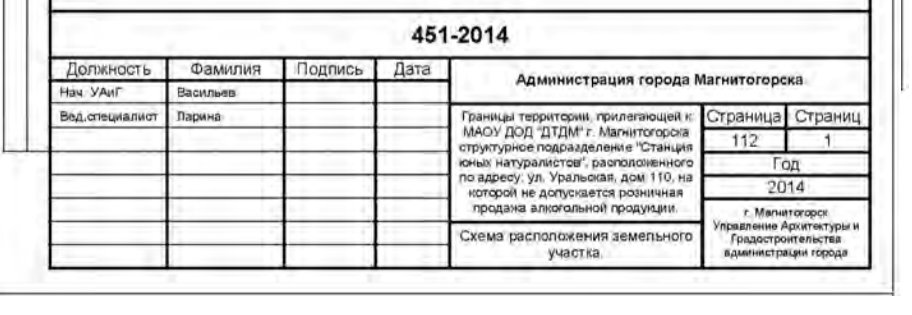 451-2014
Должность Фамилия Подпись Дата
Администрация города Магнитогорска
Нач. УАиГ Васильев
Вед.специалист Ларина
Границы территории, прилегающей к
МАОУ ДОД "ДТДМ" г. Магнитогорска
структурное подразделение "Станция
юных натуралистов", расположенного
по адресу: ул. Уральская, дом 110, на
которой не допускается розничная
продажа алкогольной продукции.
Страница Страниц
112 1
Год
2014
Схема расположения земельного
участка.
г. Магнитогорск
Управление Архитектуры и
Градостроительства
администрации города